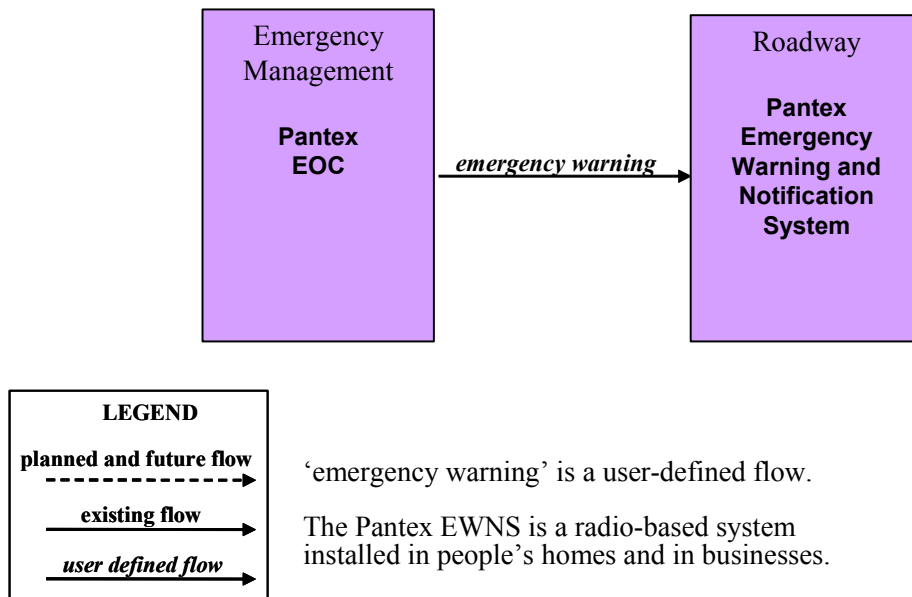 Emergency
Management
Pantex
EOC
emergency warning
Roadway
Pantex
Emergency
Warning and
Notification
System
LEGEND
planned and future flow
existing flow
user defined flow
‘emergency warning’ is a user-defined flow.
The Pantex EWNS is a radio-based system
installed in people’s homes and in businesses.